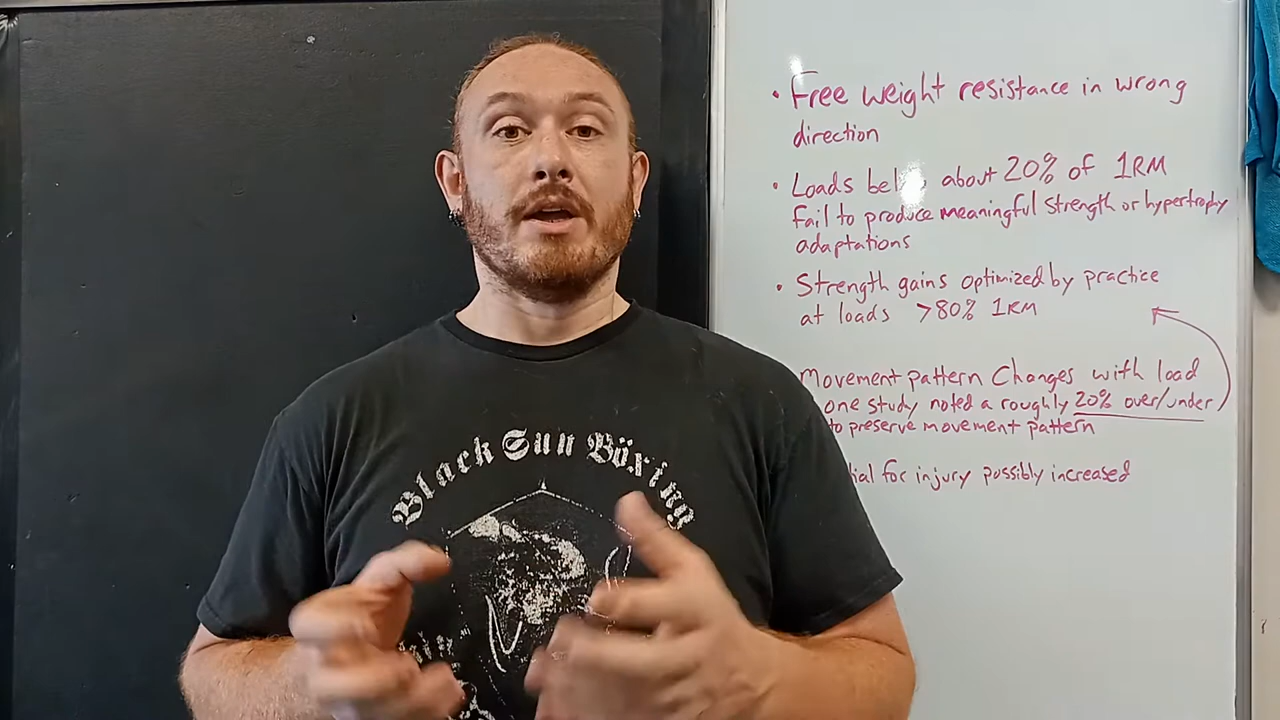 • Free weight resistance in wrong
direction
• Loads about 20% of 1RM
fail to produce meaningful strength or hypertrophy
adaptations
• Strength gains optimized by practice
at loads >80% 1RM
Movement pattern Changes with load
one study noted a roughly 20% over/under
to preserve movement pattern
for injury possibly increased
Black Sun Böxing